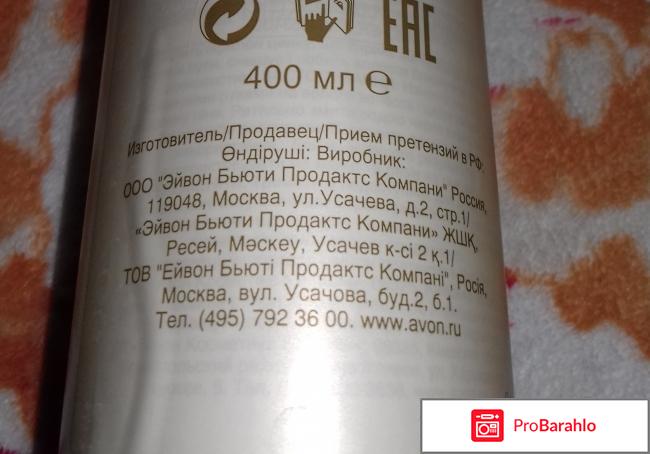 EAC
400 мл ℮
Изготовитель/Продавец/Прием претензий в РФ:
Өндіруші: Виробник:
ООО "Эйвон Бьюти Продактс Компани" Россия,
119048, Москва, ул.Усачева, д.2, стр.1/
«Эйвон Бьюти Продактс Компани» ЖШҚ,
Ресей, Мәскеу, Усачев к-сі 2 қ.1/
ТОВ "Ейвон Бьюті Продактс Компані", Росія,
Москва, вул. Усачова, буд.2, б.1.
Тел. (495) 792 36 00. www.avon.ru
ProBarahlo